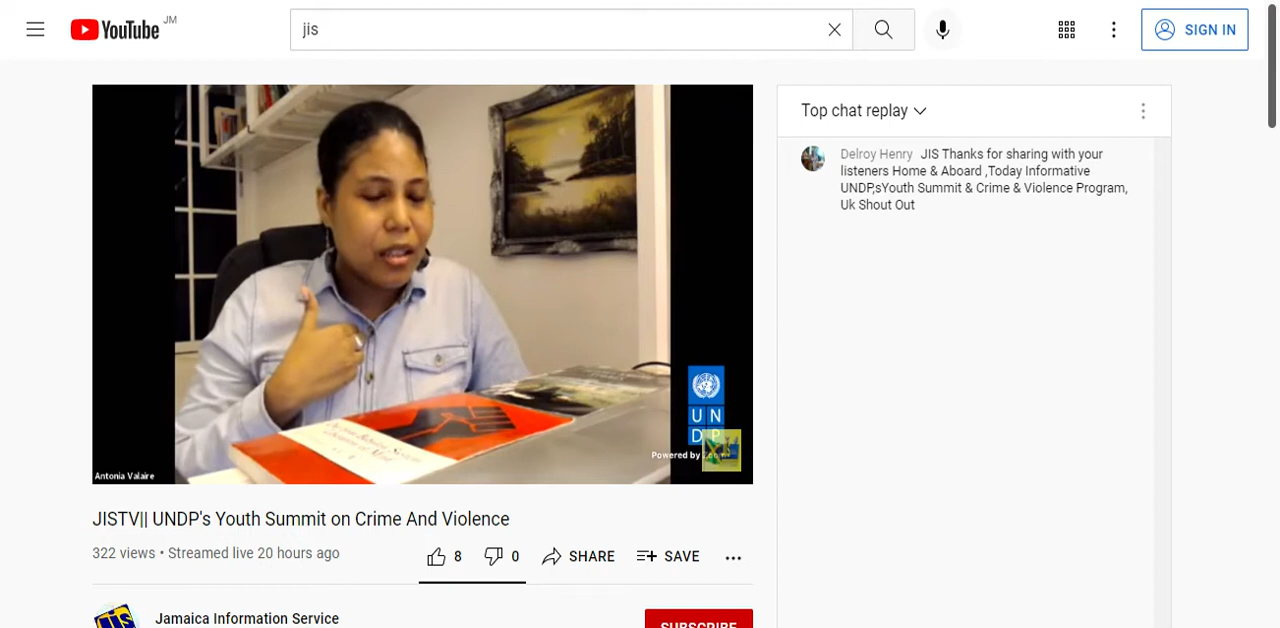 YouTube JM
jis
SIGN IN
Top chat replay
Delroy Henry JIS Thanks for sharing with your
listeners Home & Aboard ,Today Informative
UNDP,sYouth Summit & Crime & Violence Program,
Uk Shout Out
U N
D P
Powered by
Antonia Valaire
JISTV|| UNDP's Youth Summit on Crime And Violence
322 views • Streamed live 20 hours ago
8
0
SHARE
SAVE
jis
Jamaica Information Service
SUBSCRIBE